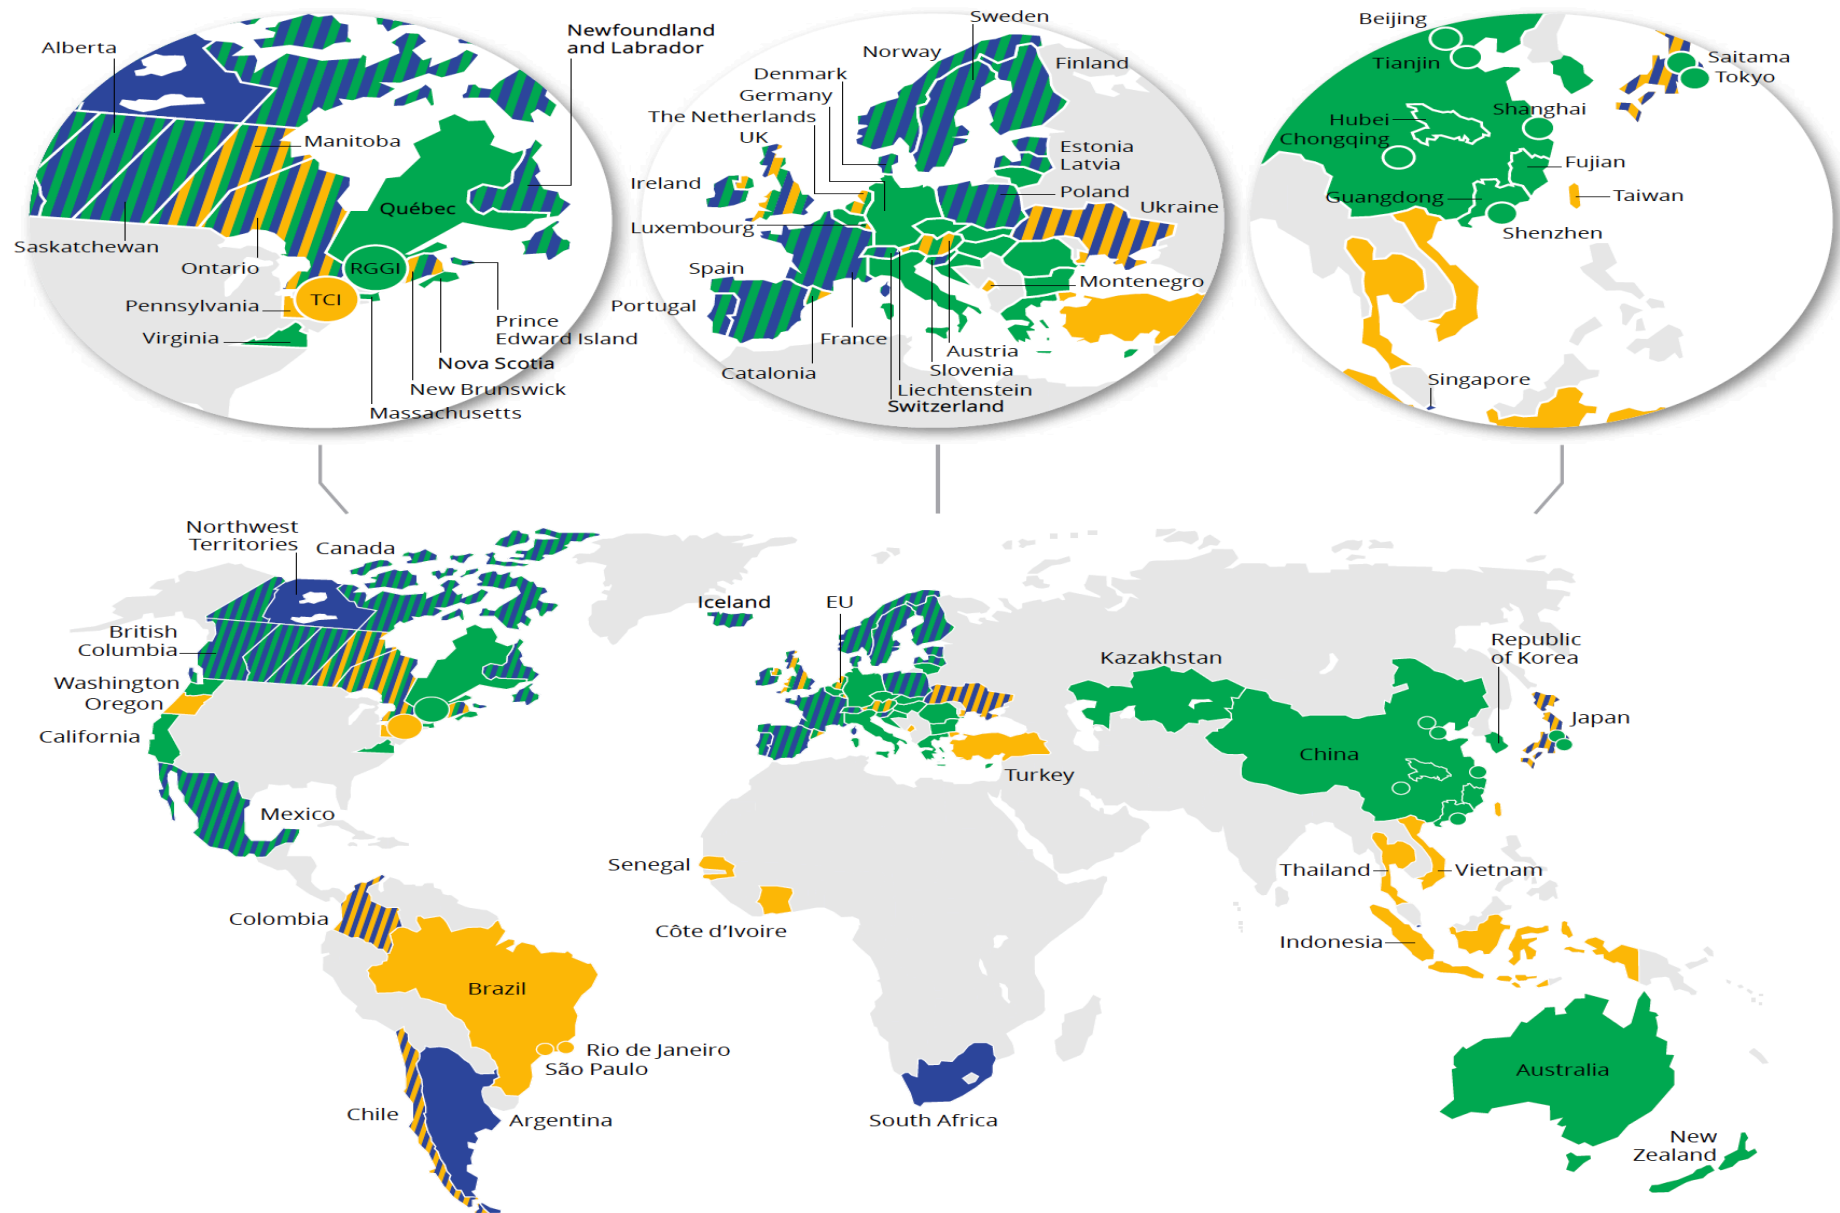 Alberta
Newfoundland
and Labrador
Manitoba
Québec
Saskatchewan
Ontario
RGGI
TCI
Pennsylvania
Virginia
Prince
Edward Island
Nova Scotia
New Brunswick
Massachusetts
Sweden
Norway
Finland
Denmark
Germany
The Netherlands
UK
Estonia
Latvia
Ireland
Poland
Ukraine
Luxembourg
Spain
Montenegro
Portugal
France
Austria
Slovenia
Catalonia
Liechtenstein
Switzerland
Beijing
Tianjin
Saitama
Tokyo
Shanghai
Hubei
Chongqing
Fujian
Guangdong
Taiwan
Shenzhen
Singapore
Northwest
Territories
Canada
British
Columbia
Washington
Oregon
California
Mexico
Colombia
Brazil
Rio de Janeiro
São Paulo
Chile
Argentina
Iceland
EU
Turkey
Senegal
Côte d’Ivoire
South Africa
Kazakhstan
Republic
of Korea
Japan
China
Thailand
Vietnam
Indonesia
Australia
New
Zealand